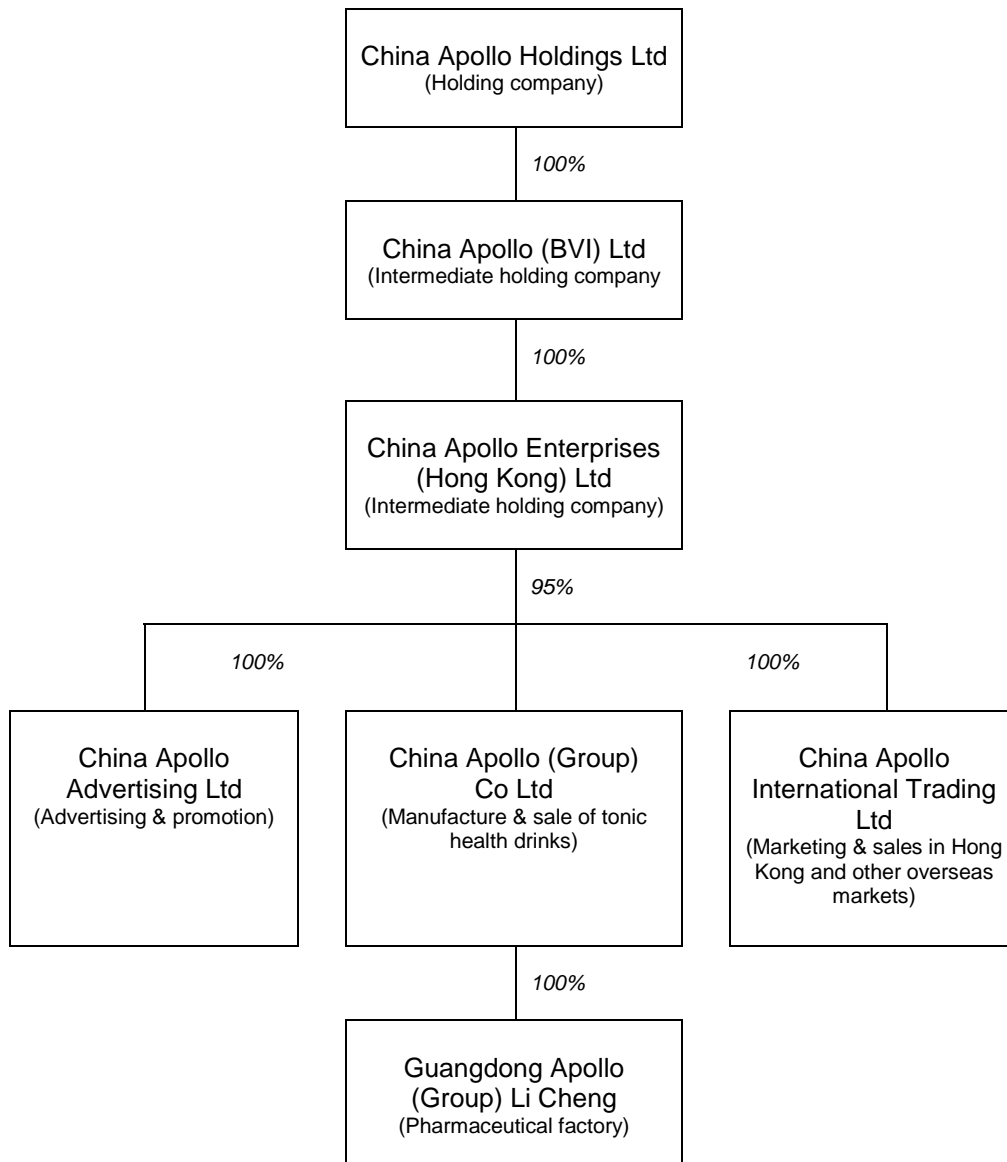 China Apollo Holdings Ltd
(Holding company)
100%
China Apollo (BVI) Ltd
(Intermediate holding company
100%
China Apollo Enterprises
(Hong Kong) Ltd
(Intermediate holding company)
95%
100%
100%
China Apollo
Advertising Ltd
(Advertising & promotion)
China Apollo (Group)
Co Ltd
(Manufacture & sale of tonic
health drinks)
China Apollo
International Trading
Ltd
(Marketing & sales in Hong
Kong and other overseas
markets)
100%
Guangdong Apollo
(Group) Li Cheng
(Pharmaceutical factory)